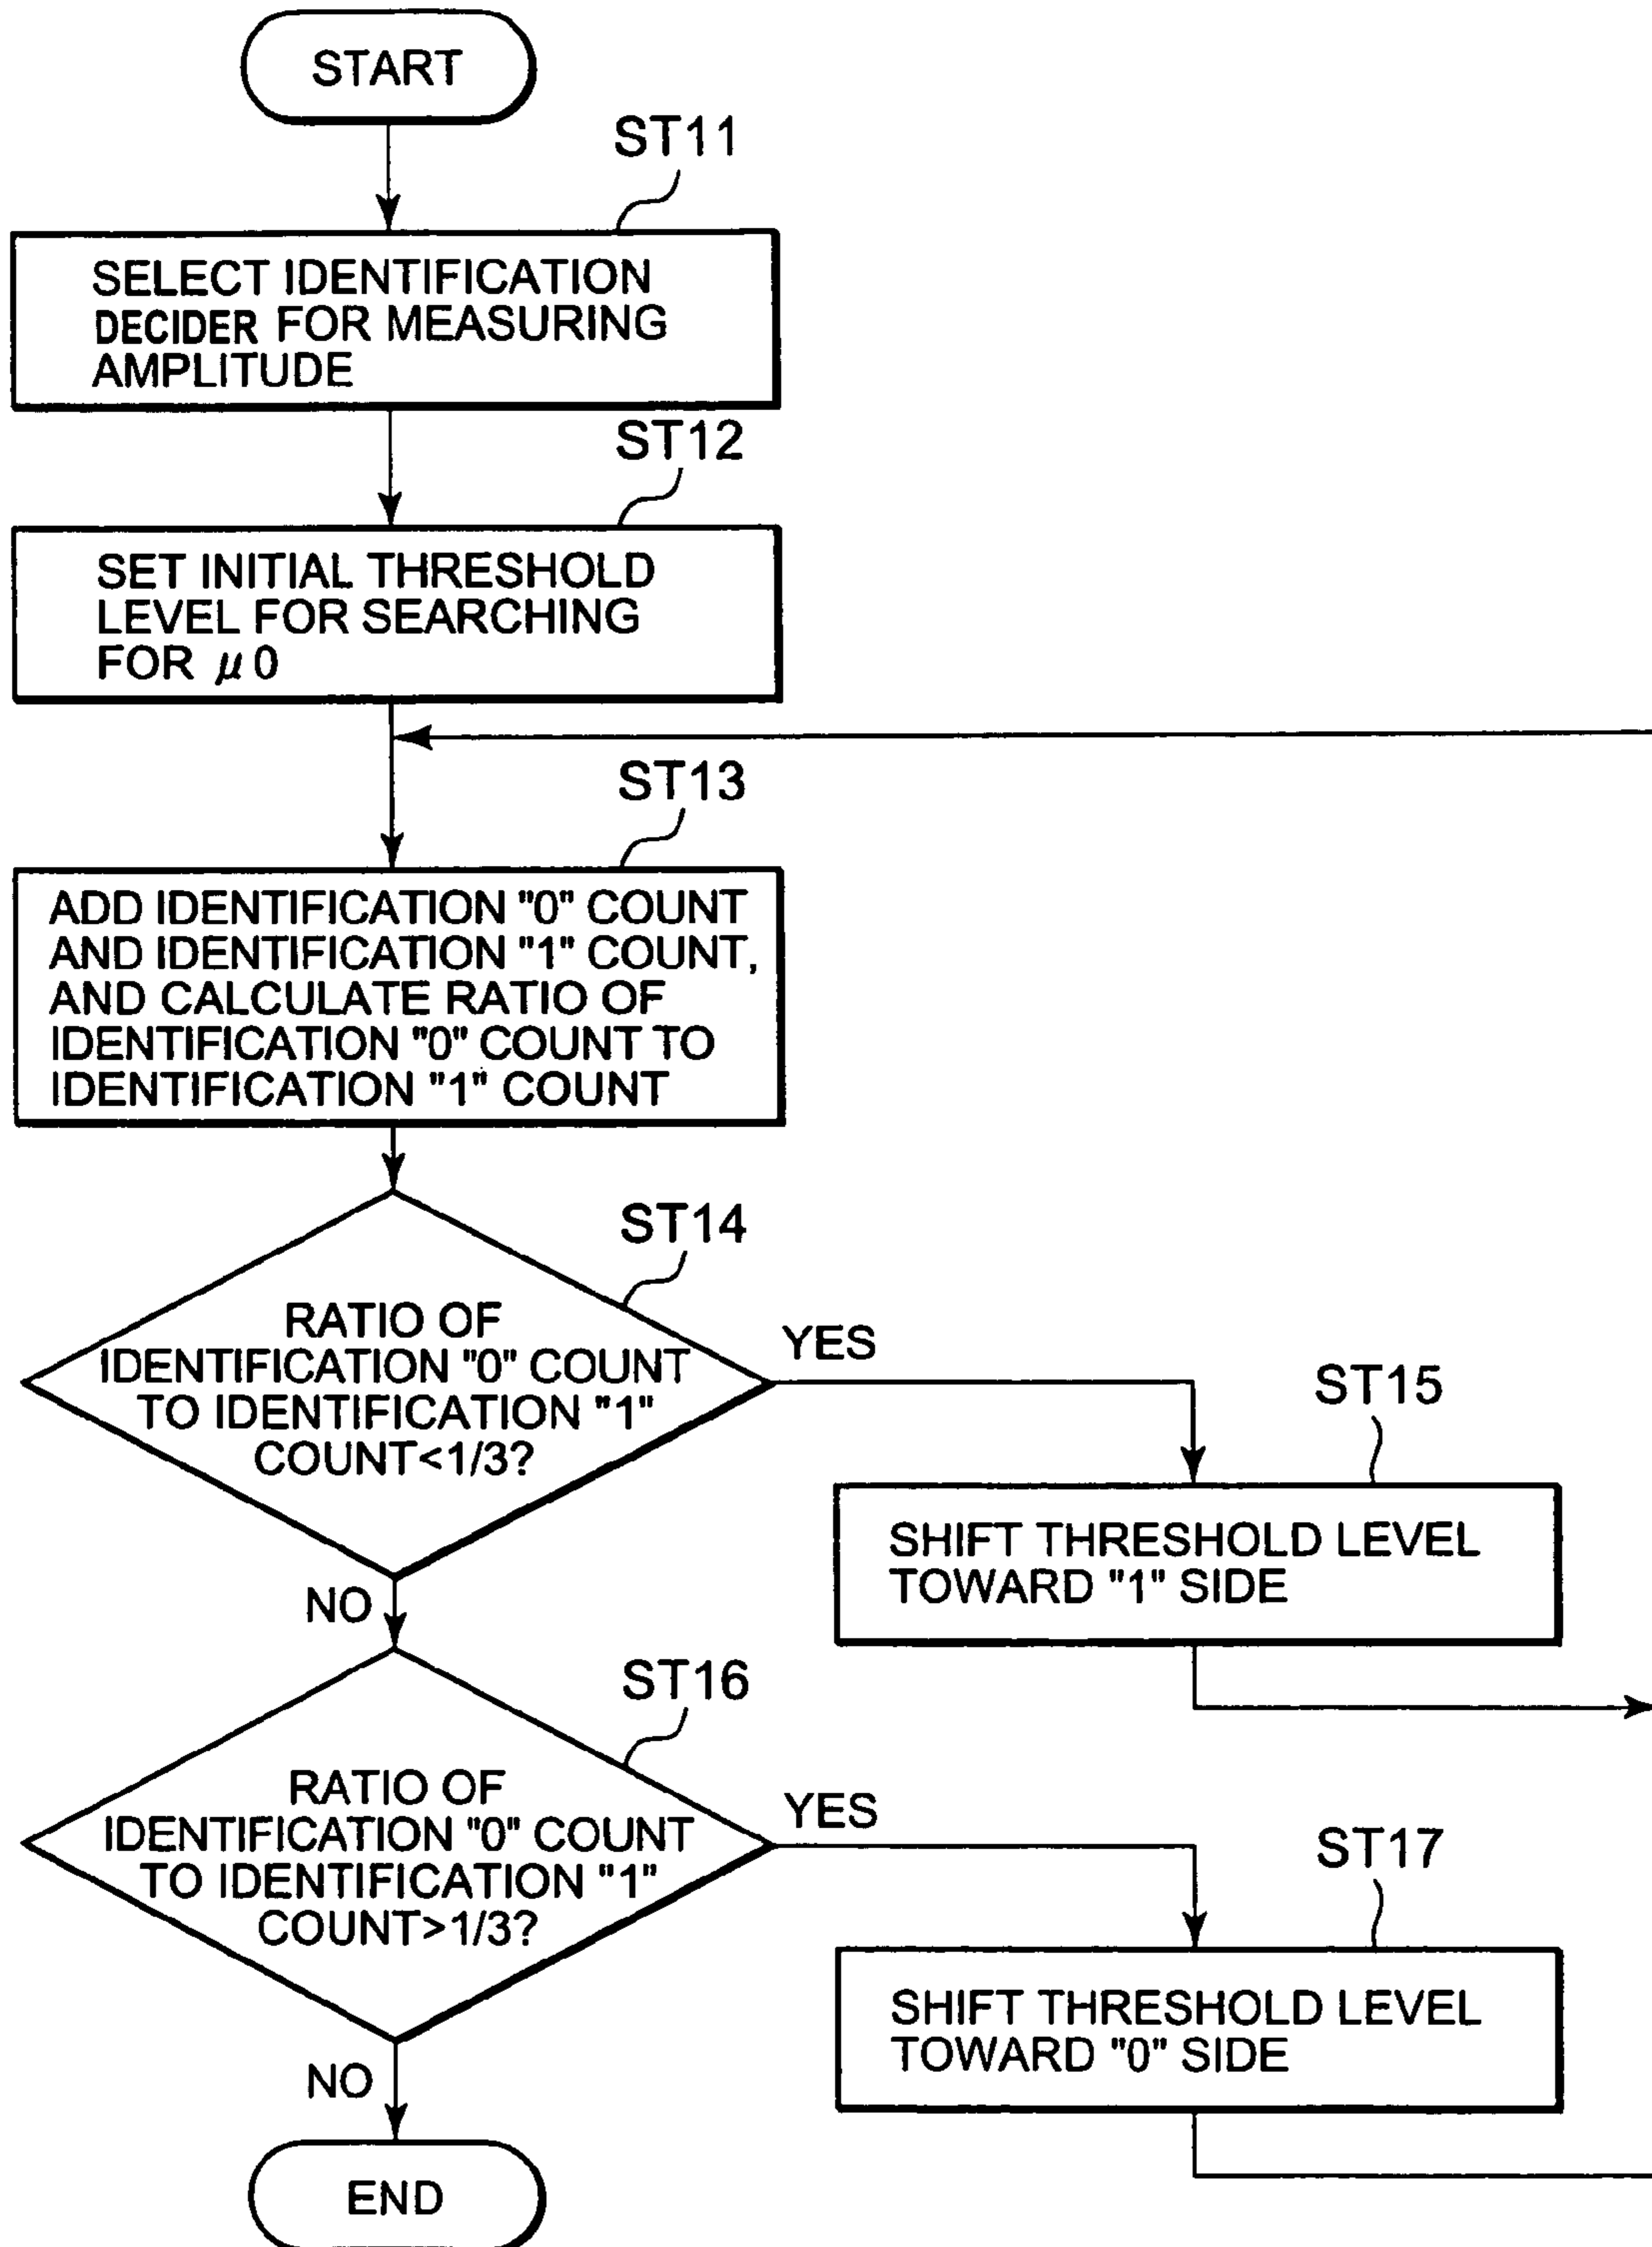 START
ST11
SELECT IDENTIFICATION
DECIDER FOR MEASURING
AMPLITUDE
ST12
SET INITIAL THRESHOLD
LEVEL FOR SEARCHING
FOR μ0
ST13
ADD IDENTIFICATION "0" COUNT
AND IDENTIFICATION "1" COUNT,
AND CALCULATE RATIO OF
IDENTIFICATION "0" COUNT TO
IDENTIFICATION "1" COUNT
ST14
RATIO OF
IDENTIFICATION "0" COUNT
TO IDENTIFICATION "1"
COUNT<1/3?
YES
ST15
SHIFT THRESHOLD LEVEL
TOWARD "1" SIDE
NO
ST16
RATIO OF
IDENTIFICATION "0" COUNT
TO IDENTIFICATION "1"
COUNT>1/3?
YES
ST17
SHIFT THRESHOLD LEVEL
TOWARD "0" SIDE
NO
END